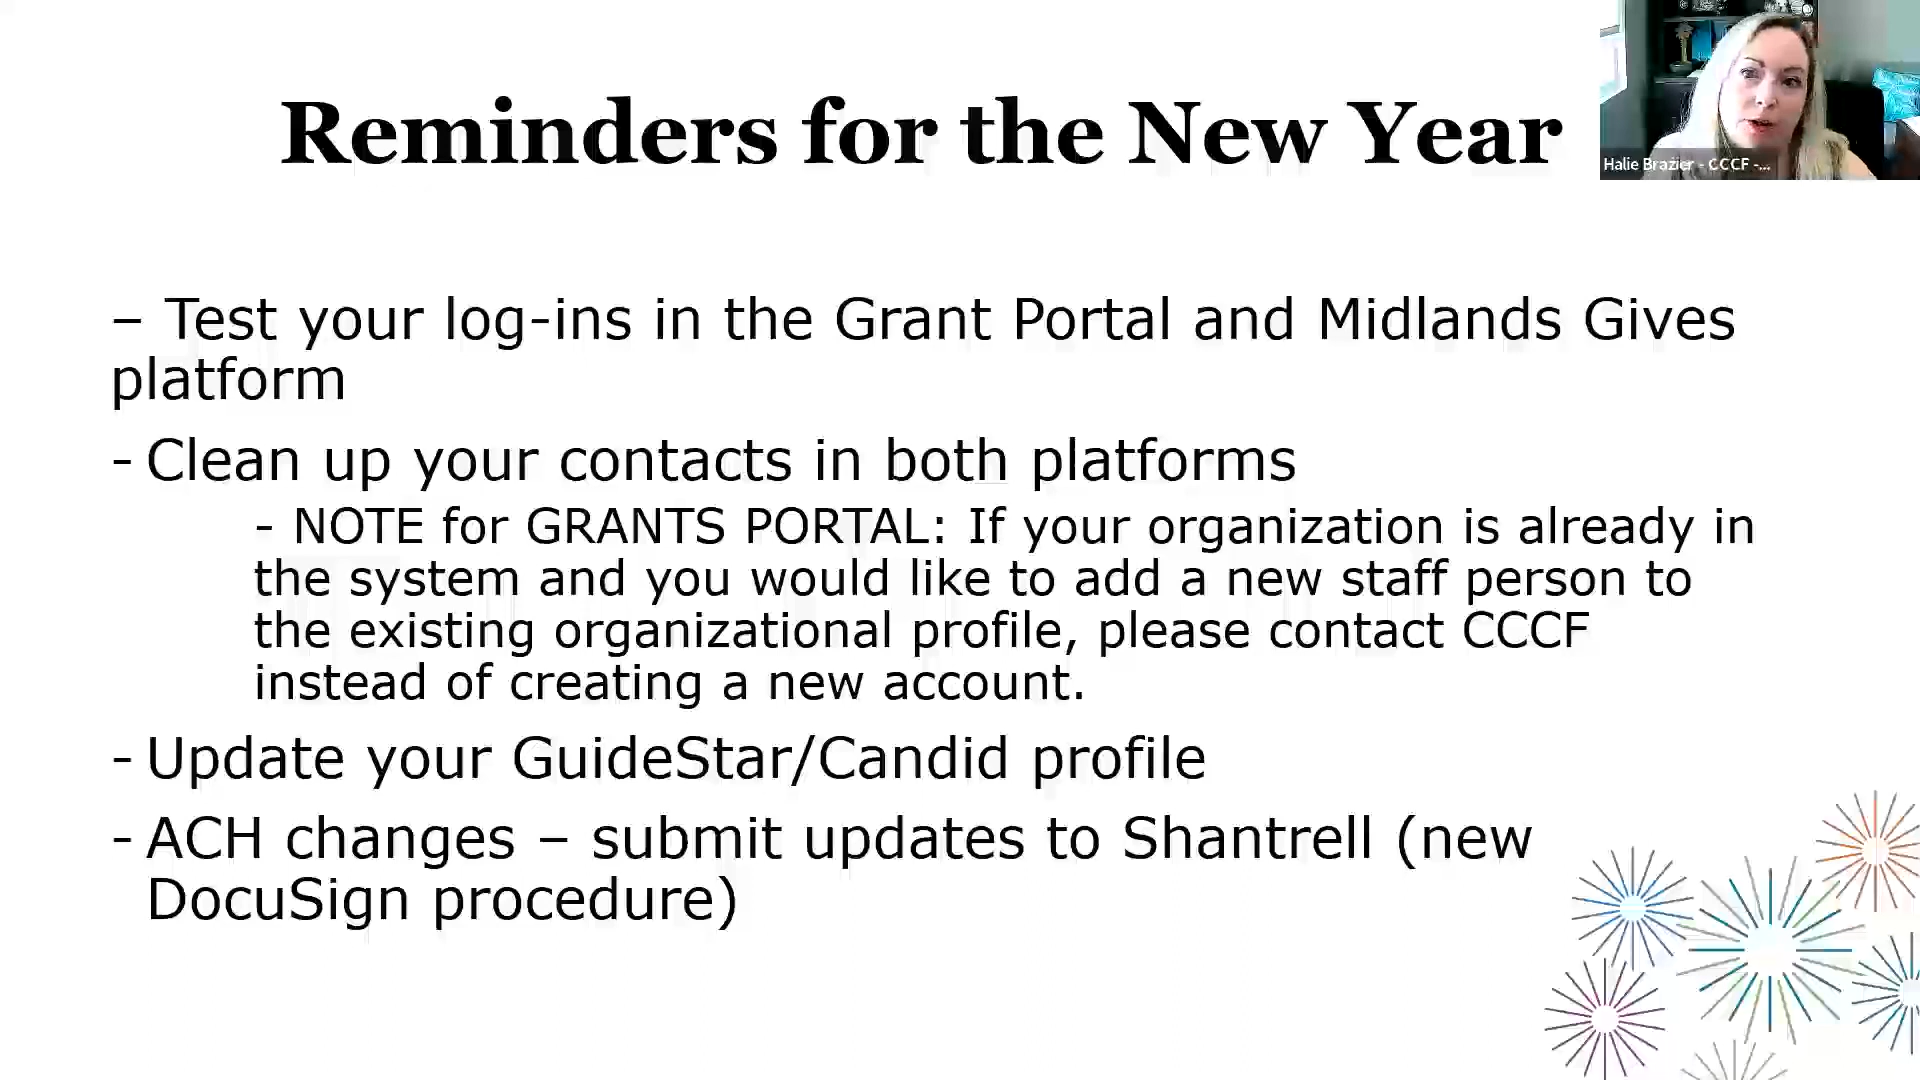 Reminders for the New Year
Halie Brazier - CCCF -...
– Test your log-ins in the Grant Portal and Midlands Gives
platform
- Clean up your contacts in both platforms
- NOTE for GRANTS PORTAL: If your organization is already in
the system and you would like to add a new staff person to
the existing organizational profile, please contact CCCF
instead of creating a new account.
- Update your GuideStar/Candid profile
- ACH changes – submit updates to Shantrell (new
DocuSign procedure)